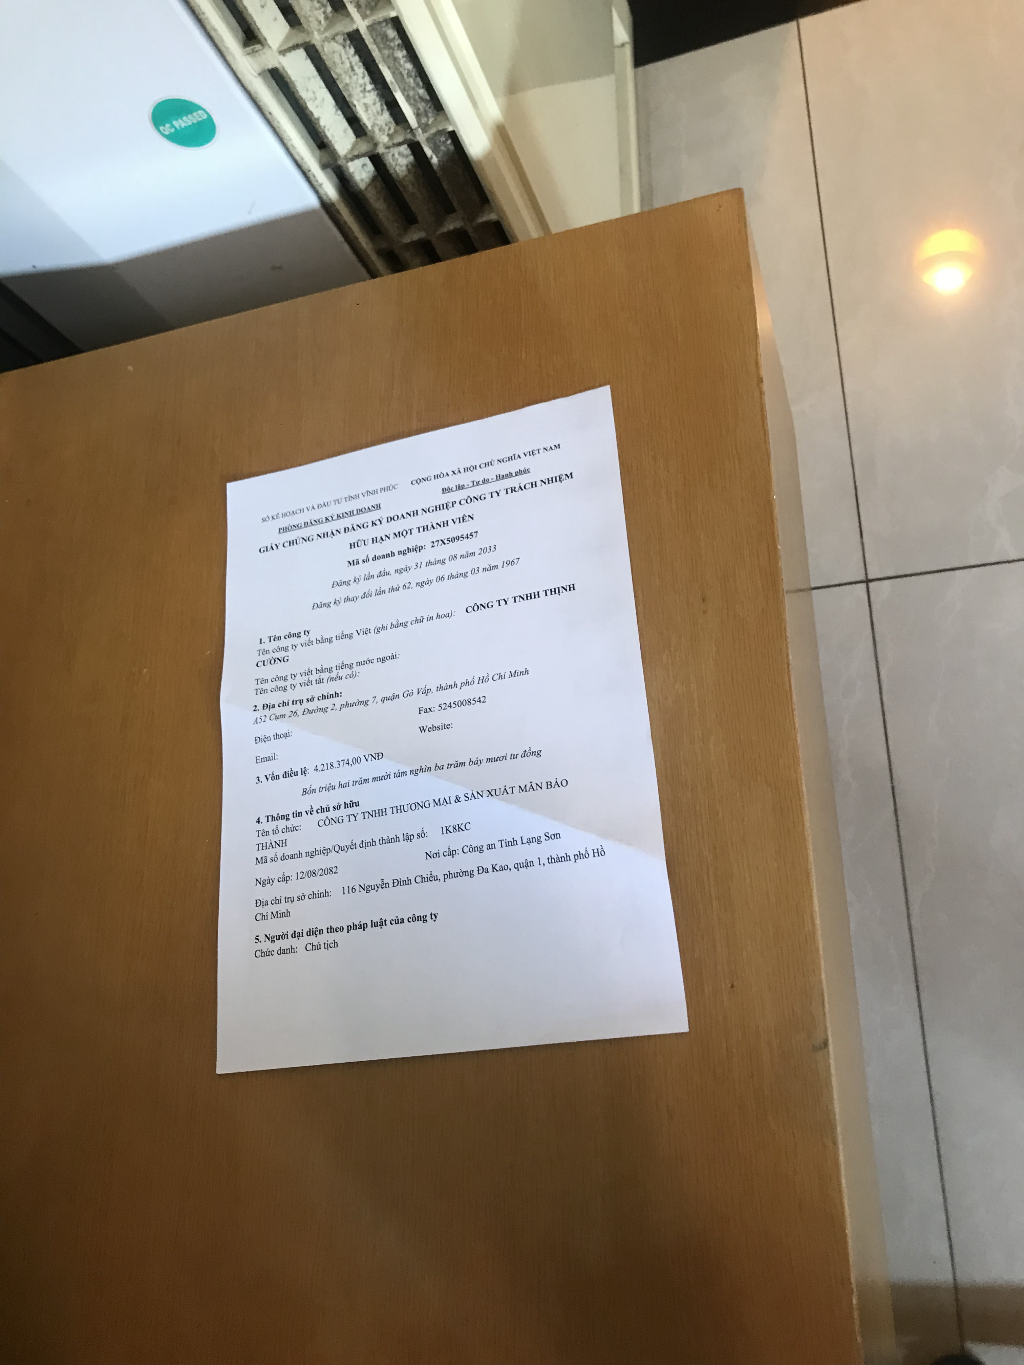 QC PASSED
SỞ KẾ HOẠCH VÀ ĐẦU TƯ TỈNH VĨNH PHÚC CỘNG HÒA XÃ HỘI CHỦ NGHĨA VIỆT NAM
PHÒNG ĐĂNG KÝ KINH DOANH Độc lập - Tự do - Hạnh phúc
GIẤY CHỨNG NHẬN ĐĂNG KÝ DOANH NGHIỆP CÔNG TY TRÁCH NHIỆM
HỮU HẠN MỘT THÀNH VIÊN
Mã số doanh nghiệp: 27X5095457
Đăng ký lần đầu, ngày 31 tháng 08 năm 2033
Đăng ký thay đổi lần thứ 62, ngày 06 tháng 03 năm 1967
1. Tên công ty
Tên công ty viết bằng tiếng Việt (ghi bằng chữ in hoa): CÔNG TY TNHH THỊNH
CƯỜNG
Tên công ty viết bằng tiếng nước ngoài:
Tên công ty viết tắt (nếu có):
2. Địa chỉ trụ sở chính:
A52 Cụm 26, Đường 2, phường 7, quận Gò Vấp, thành phố Hồ Chí Minh
Điện thoại: Fax: 5245008542
Email: Website:
3. Vốn điều lệ: 4.218.374,00 VNĐ
Bốn triệu hai trăm mười tám nghìn ba trăm bảy mươi tư đồng
4. Thông tin về chủ sở hữu
Tên tổ chức: CÔNG TY TNHH THƯƠNG MẠI & SẢN XUẤT MÃN BẢO
THÀNH
Mã số doanh nghiệp/Quyết định thành lập số: 1K8KC
Ngày cấp: 12/08/2082 Nơi cấp: Công an Tỉnh Lạng Sơn
Địa chỉ trụ sở chính: 116 Nguyễn Đình Chiểu, phường Đa Kao, quận 1, thành phố Hồ
Chí Minh
5. Người đại diện theo pháp luật của công ty
Chức danh: Chủ tịch